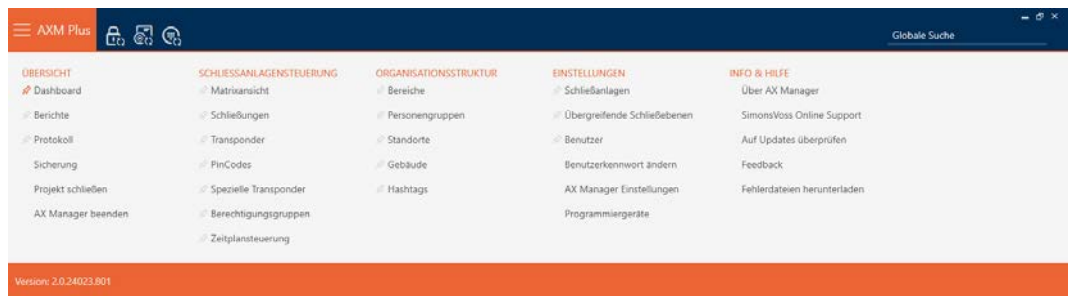 AXM Plus
Globale Suche
ÜBERSICHT
Dashboard
Berichte
Protokoll
Sicherung
Projekt schließen
AX Manager beenden
SCHLIESSANLAGENSTEUERUNG
Matrixansicht
Schließungen
Transponder
PinCodes
Spezielle Transponder
Berechtigungsgruppen
Zeitplansteuerung
ORGANISATIONSSTRUKTUR
Bereiche
Personengruppen
Standorte
Gebäude
Hashtags
EINSTELLUNGEN
Schließanlagen
Übergreifende Schließebenen
Benutzer
Benutzerkennwort ändern
AX Manager Einstellungen
Programmiergeräte
INFO & HILFE
Über AX Manager
SimonsVoss Online Support
Auf Updates überprüfen
Feedback
Fehlerdateien herunterladen
Version: 2.0.24023.801